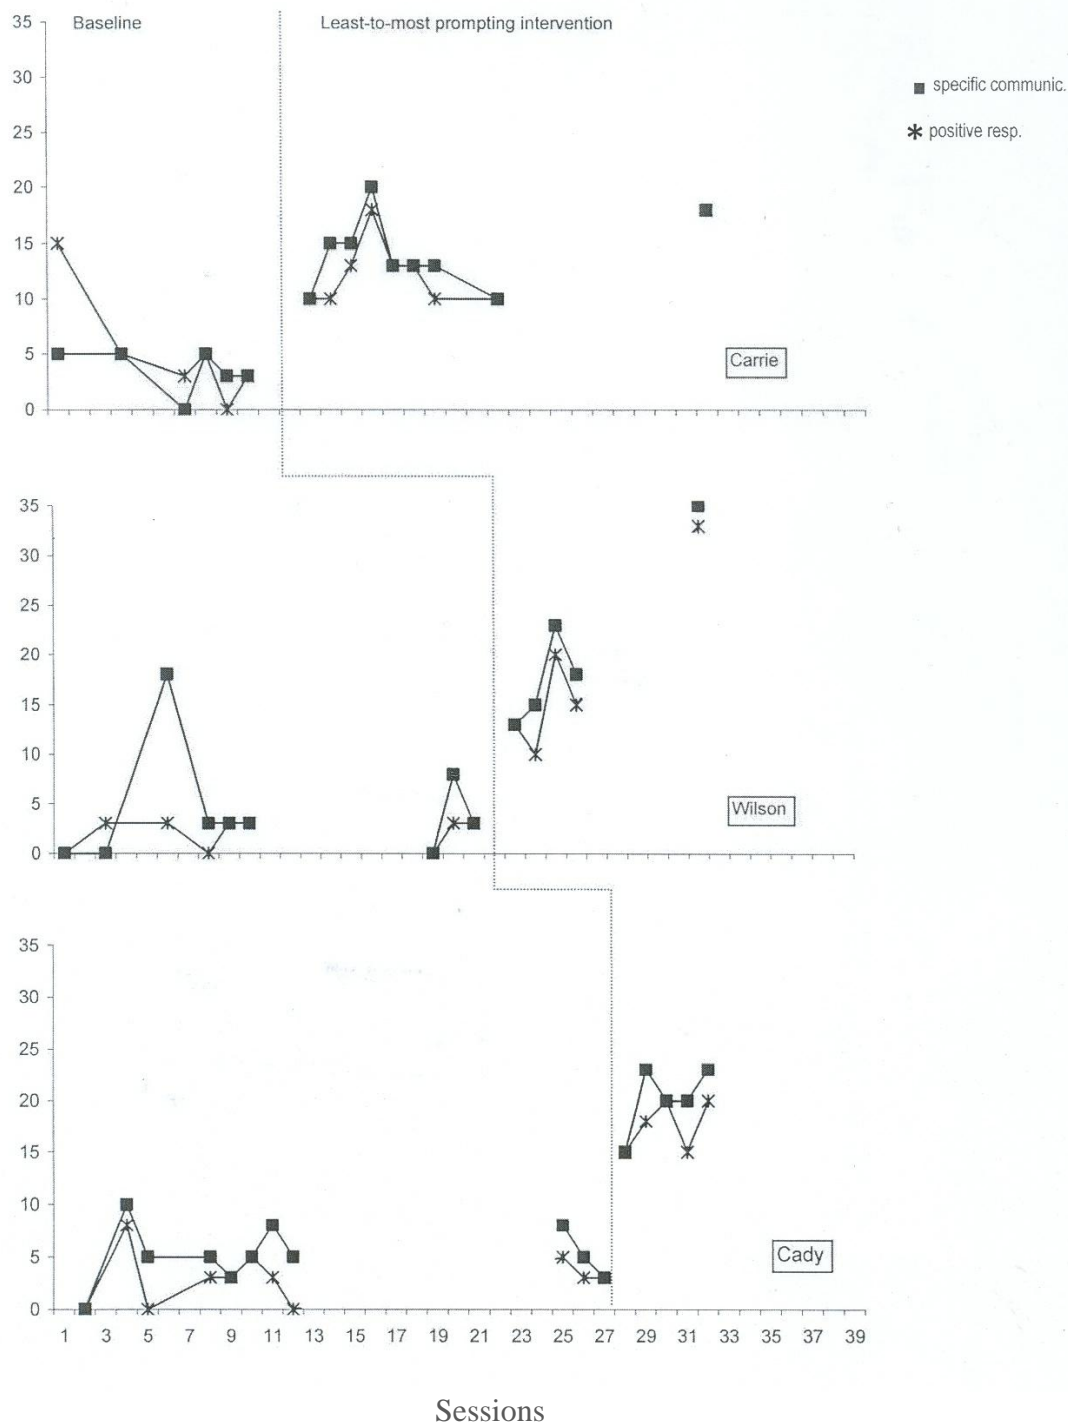 Baseline
Least-to-most prompting intervention
specific communic.
positive resp.
35
30
25
20
15
10
5
0
Carrie
35
30
25
20
15
10
5
0
Wilson
35
30
25
20
15
10
5
0
Cady
1 3 5 7 9 11 13 15 17 19 21 23 25 27 29 31 33 35 37 39
Sessions